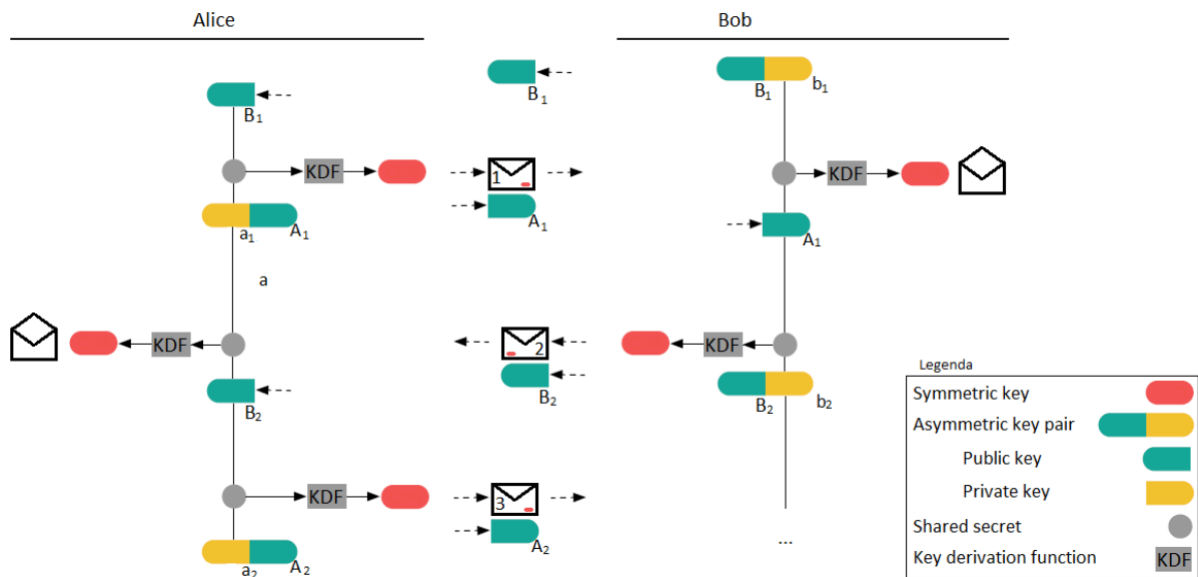 Alice
Bob
B₁
B₁
B₁ b₁
KDF
1
KDF
a₁ A₁
A₁
A₁
a
KDF
2
KDF
B₂
B₂
B₂ b₂
KDF
3
a₂ A₂
A₂
...
Legenda
Symmetric key
Asymmetric key pair
Public key
Private key
Shared secret
Key derivation function KDF